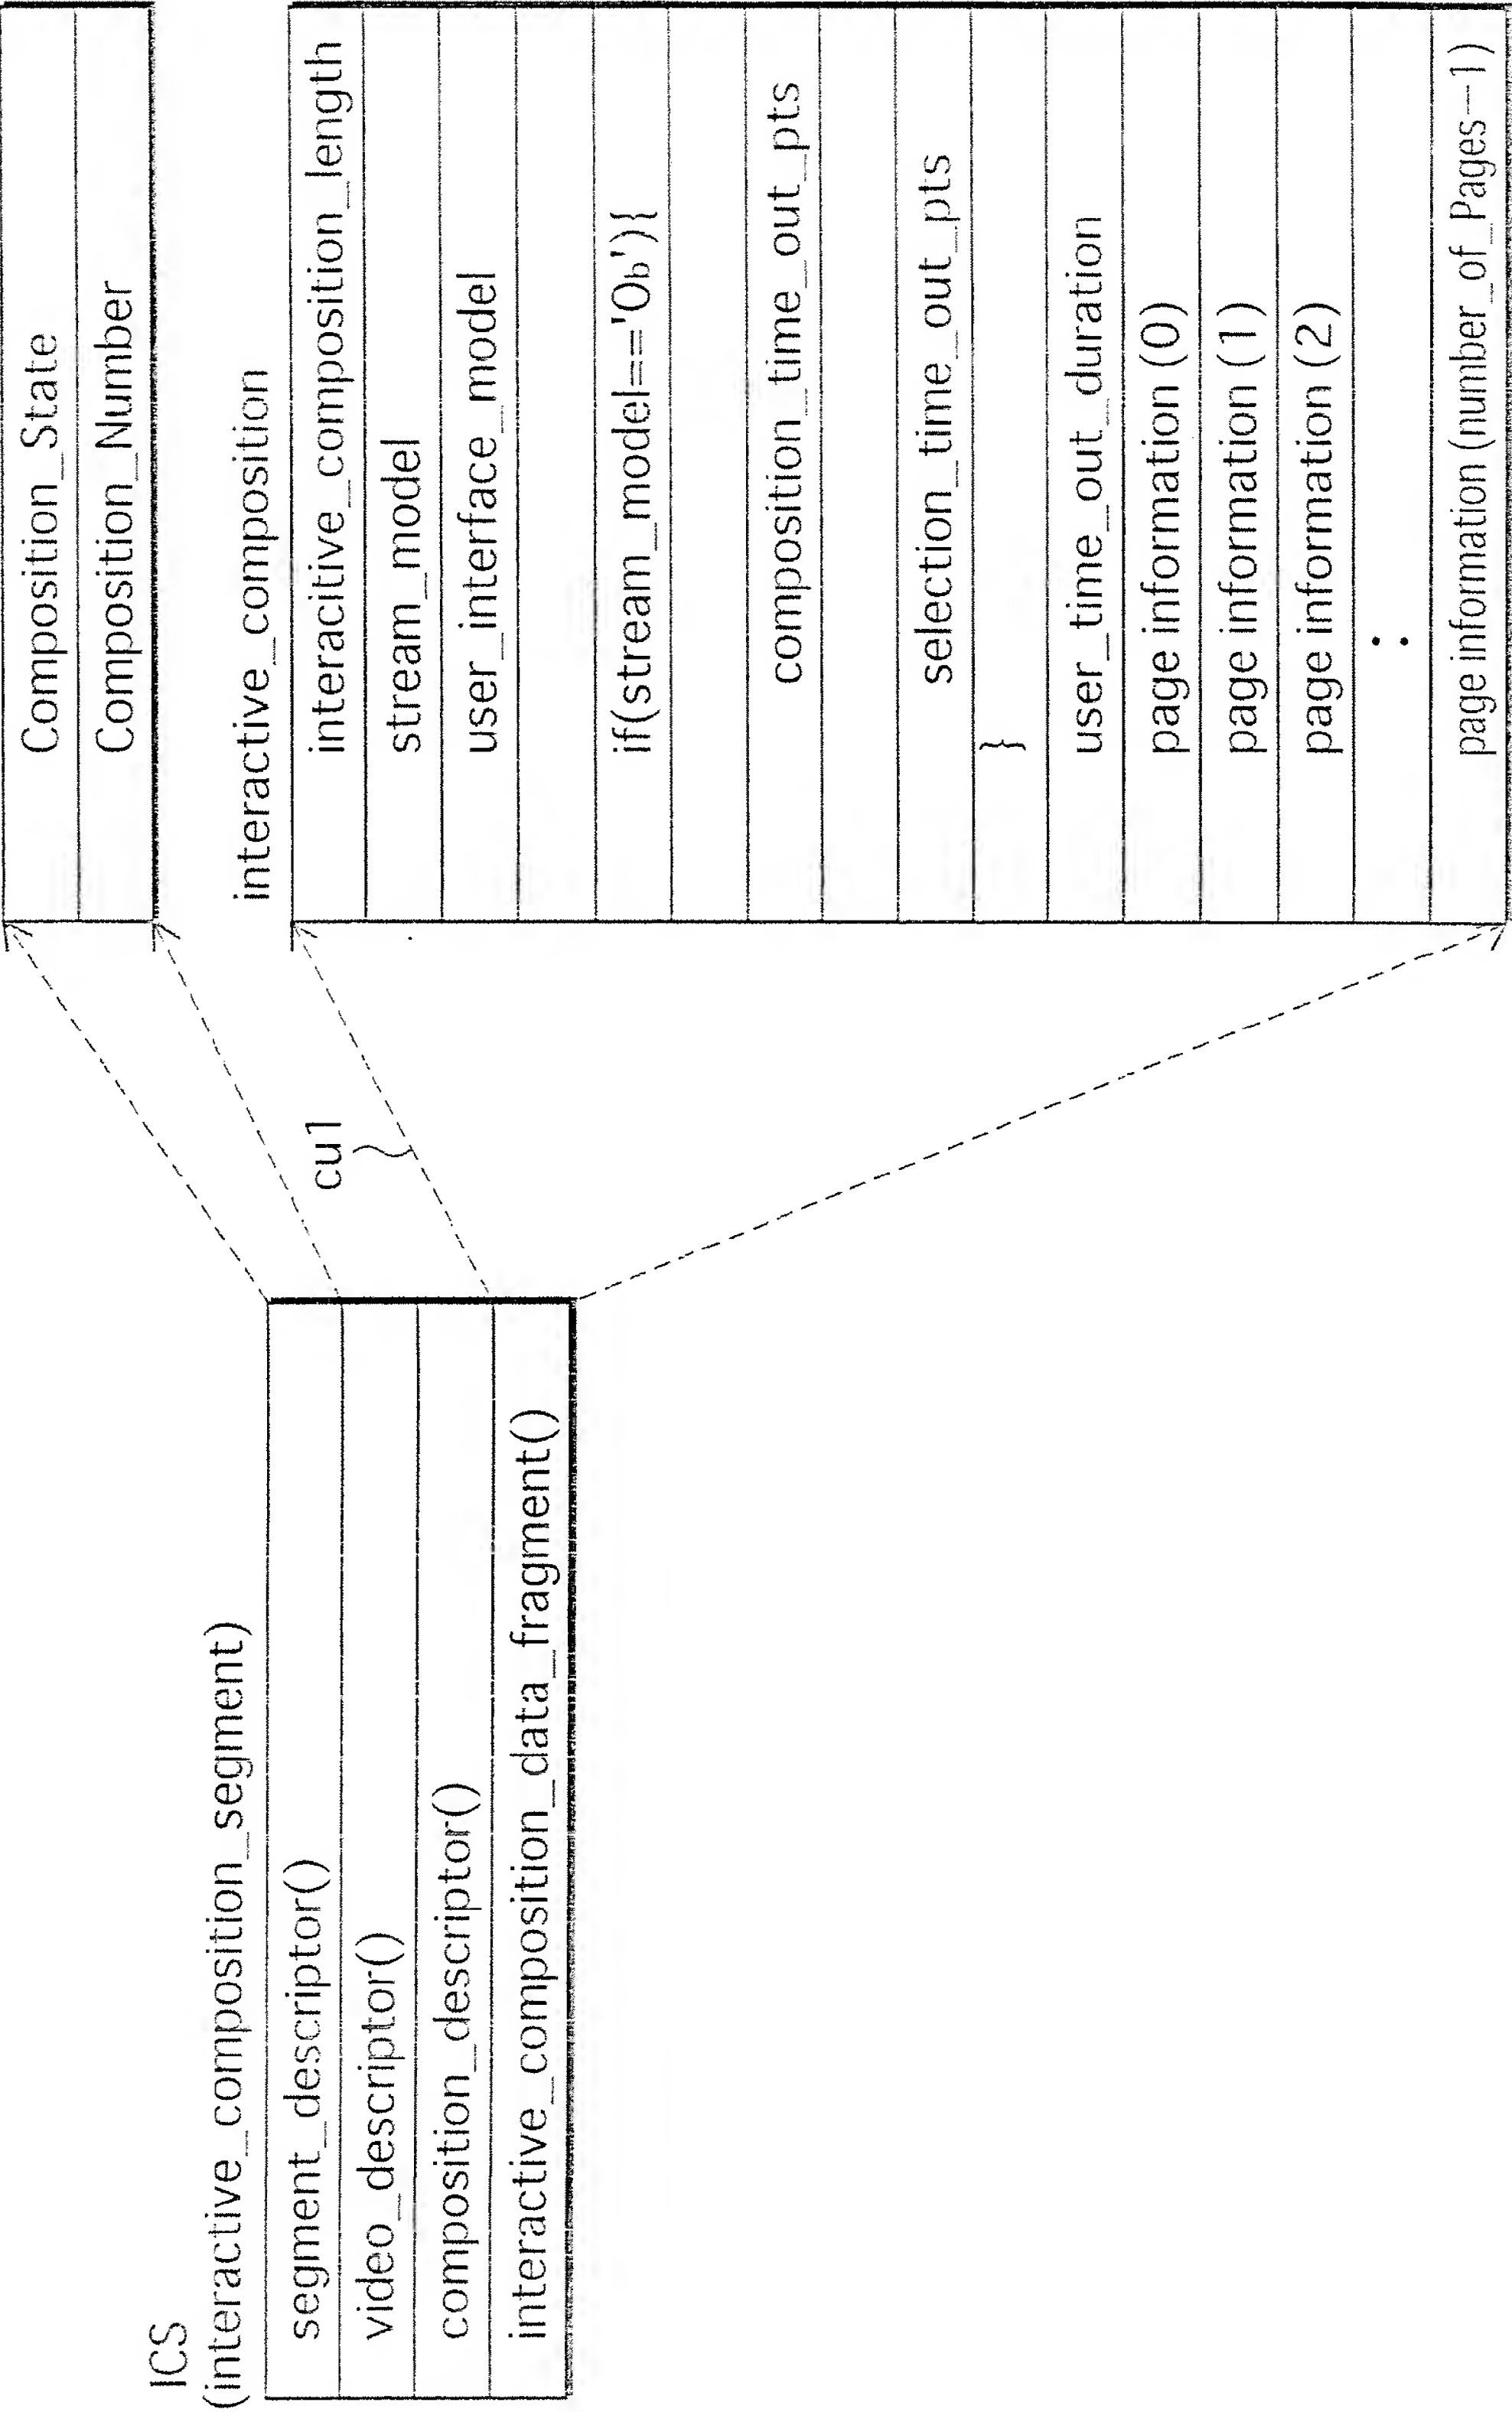 ICS
(interactive_composition_segment)
segment_descriptor()
video_descriptor()
composition_descriptor()
interactive_composition_data_fragment()
cu1
Composition_State
Composition_Number
interactive_composition
interacitive_composition_length
stream_model
user_interface_model
if(stream_model=='0b'){
composition_time_out_pts
selection_time_out_pts
}
user_time_out_duration
page information (0)
page information (1)
page information (2)
:
page information (number_of_Pages-1)